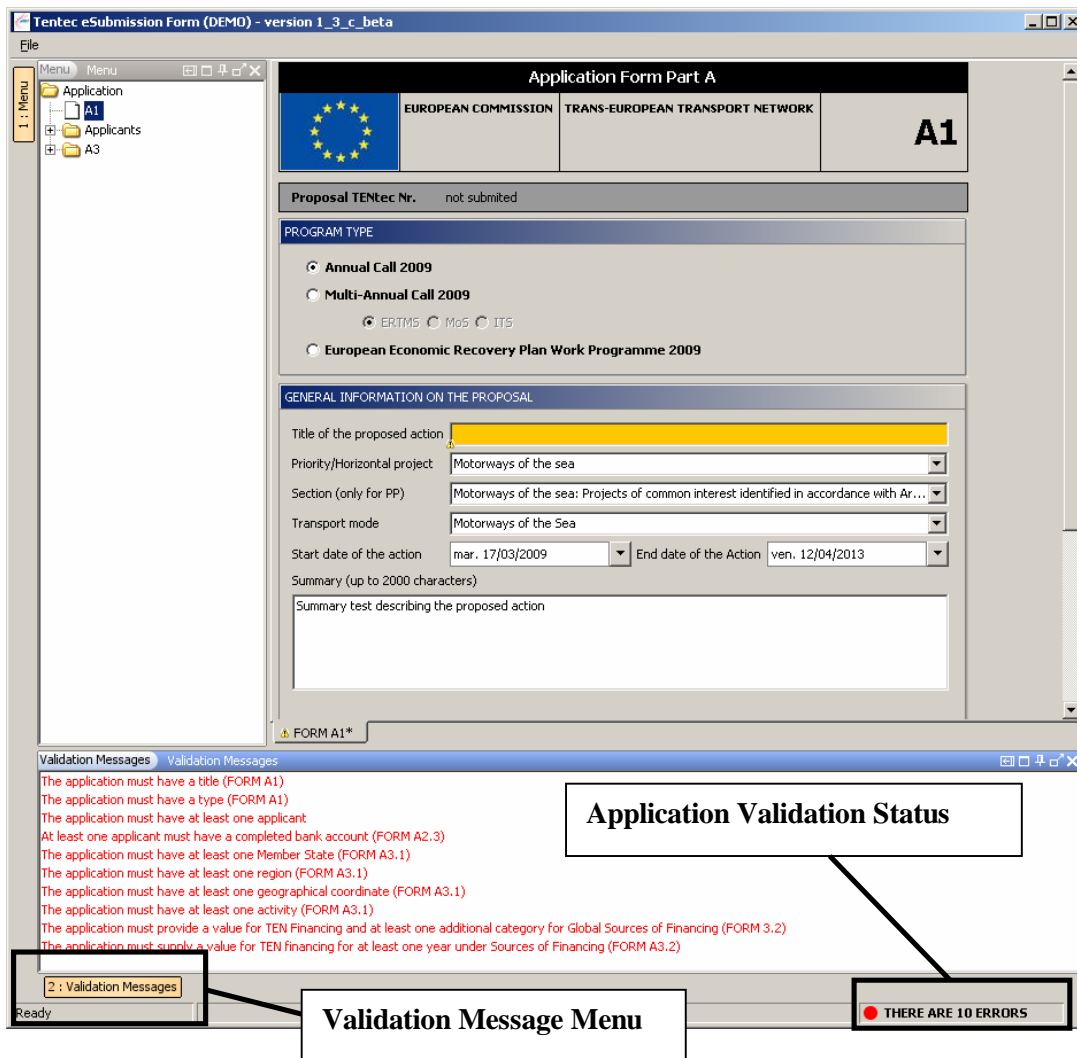 Tentec eSubmission Form (DEMO) - version 1_3_c_beta
File
1 : Menu
Menu Menu
Application
A1
Applicants
A3
Application Form Part A
EUROPEAN COMMISSION
TRANS-EUROPEAN TRANSPORT NETWORK
A1
Proposal TENtec Nr. not submited
PROGRAM TYPE
Annual Call 2009
Multi-Annual Call 2009
ERTMS MoS ITS
European Economic Recovery Plan Work Programme 2009
GENERAL INFORMATION ON THE PROPOSAL
Title of the proposed action
Priority/Horizontal project Motorways of the sea
Section (only for PP) Motorways of the sea: Projects of common interest identified in accordance with Ar...
Transport mode Motorways of the Sea
Start date of the action mar. 17/03/2009 End date of the Action ven. 12/04/2013
Summary (up to 2000 characters)
Summary test describing the proposed action
FORM A1*
Validation Messages Validation Messages
The application must have a title (FORM A1)
The application must have a type (FORM A1)
The application must have at least one applicant
At least one applicant must have a completed bank account (FORM A2.3)
The application must have at least one Member State (FORM A3.1)
The application must have at least one region (FORM A3.1)
The application must have at least one geographical coordinate (FORM A3.1)
The application must have at least one activity (FORM A3.1)
The application must provide a value for TEN Financing and at least one additional category for Global Sources of Financing (FORM 3.2)
The application must supply a value for TEN financing for at least one year under Sources of Financing (FORM A3.2)
Application Validation Status
2 : Validation Messages
Validation Message Menu
Ready
THERE ARE 10 ERRORS